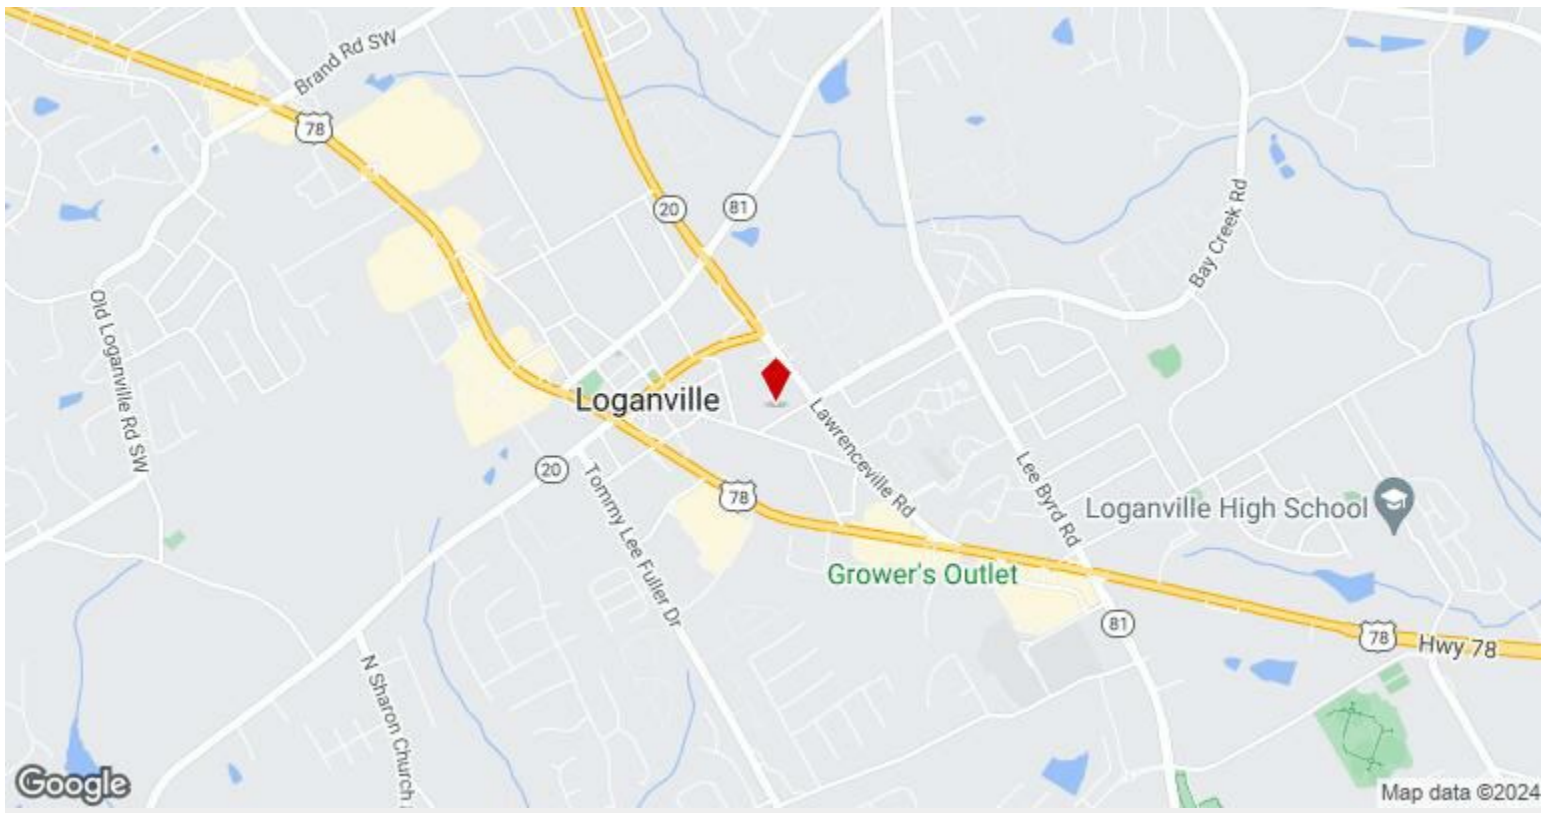 Brand Rd SW
78
20
81
Bay Creek Rd
Old Loganville Rd SW
Loganville
Lawrenceville Rd
20
Tommy Lee Fuller Dr
78
Lee Byrd Rd
Loganville High School
Grower's Outlet
81
78
Hwy 78
N Sharon Church
Google
Map data ©2024